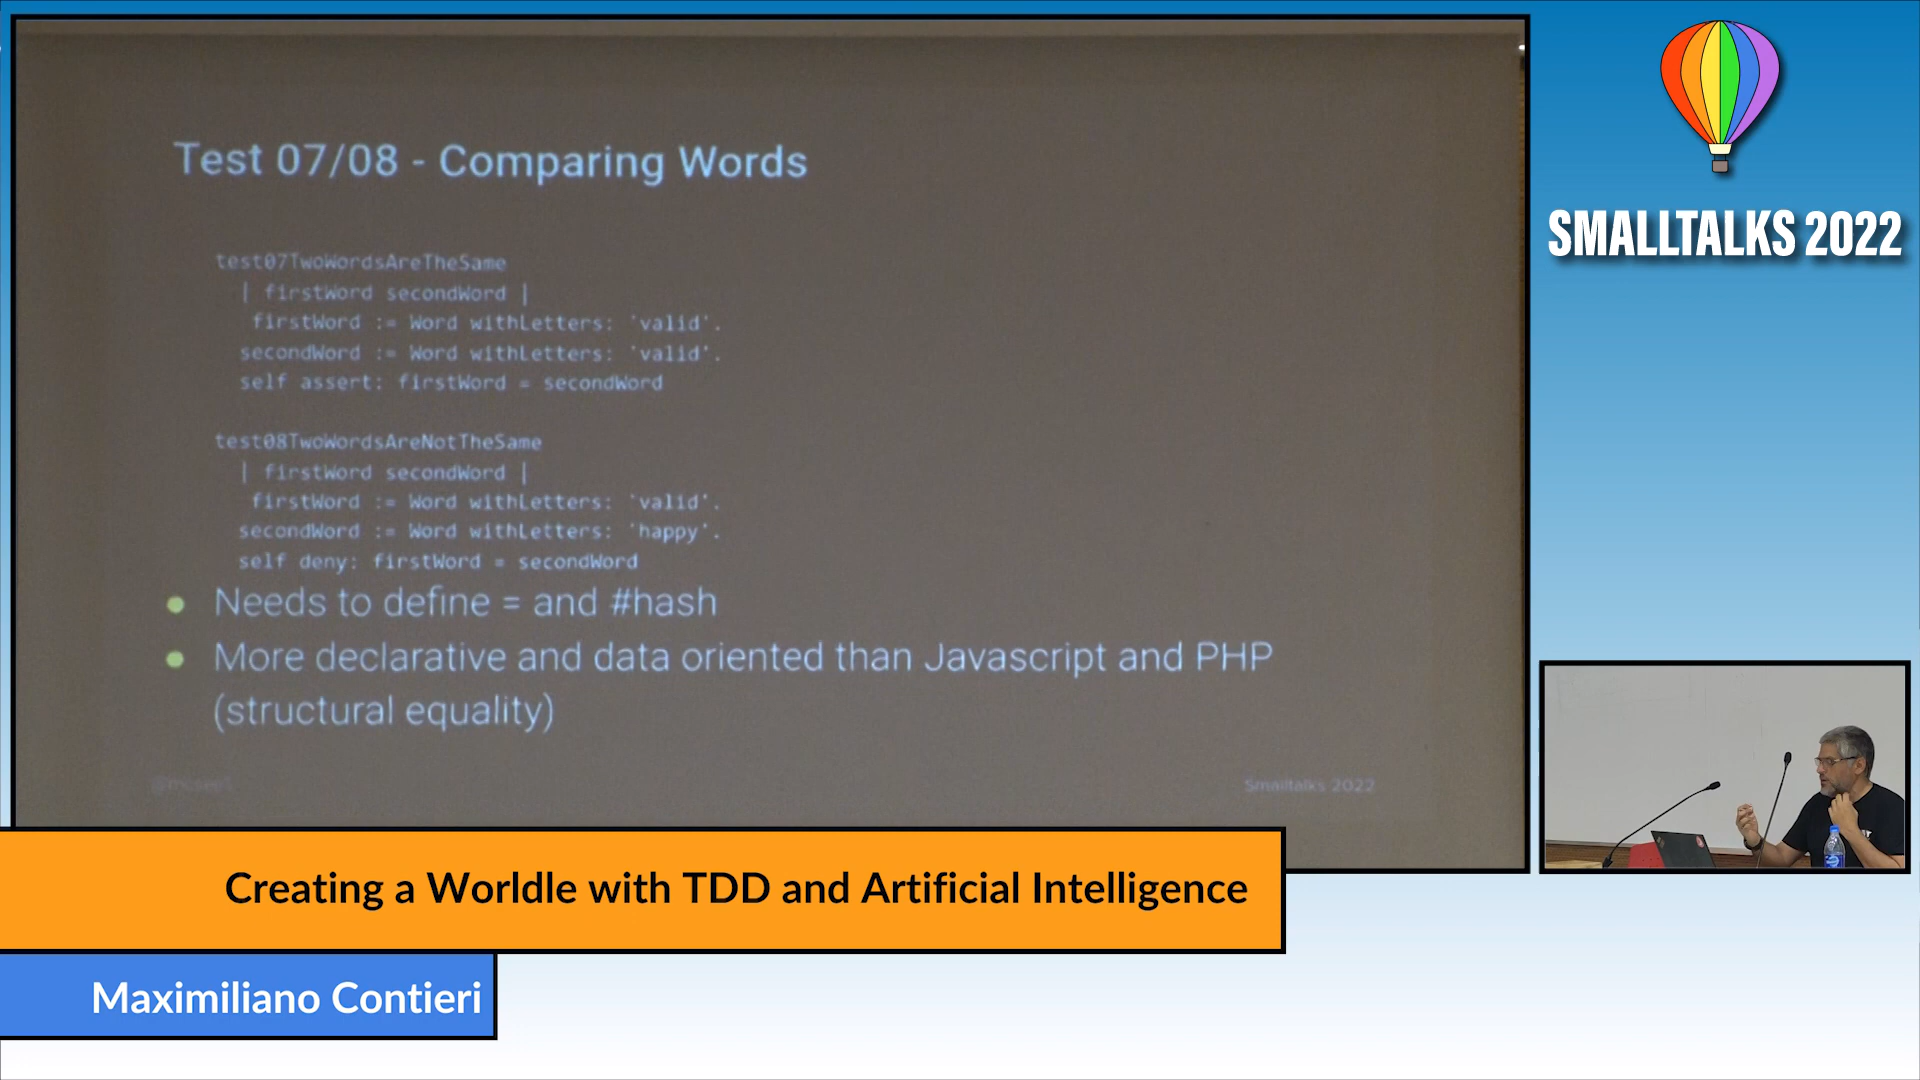 Test 07/08 - Comparing Words
test07TwoWordsAreTheSame
| firstWord secondWord |
firstWord := Word withLetters: 'valid'.
secondWord := Word withLetters: 'valid'.
self assert: firstWord = secondWord
test08TwoWordsAreNotTheSame
| firstWord secondWord |
firstWord := Word withLetters: 'valid'.
secondWord := Word withLetters: 'happy'.
self deny: firstWord = secondWord
Needs to define = and #hash
More declarative and data oriented than Javascript and PHP
(structural equality)
Smalltalks 2022
SMALLTALKS 2022
Creating a Worldle with TDD and Artificial Intelligence
Maximiliano Contieri